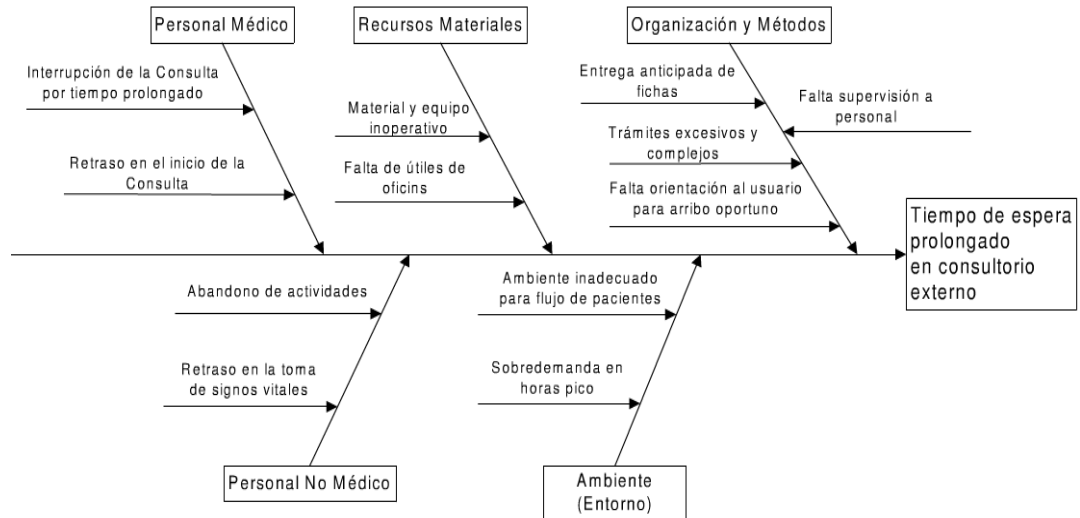 Personal Médico
Recursos Materiales
Organización y Métodos
Interrupción de la Consulta
por tiempo prolongado
Retraso en el inicio de la
Consulta
Material y equipo
inoperativo
Falta de útiles de
oficins
Entrega anticipada de
fichas
Falta supervisión a
personal
Trámites excesivos y
complejos
Falta orientación al usuario
para arribo oportuno
Tiempo de espera
prolongado
en consultorio
externo
Abandono de actividades
Retraso en la toma
de signos vitales
Ambiente inadecuado
para flujo de pacientes
Sobredemanda en
horas pico
Personal No Médico
Ambiente
(Entorno)